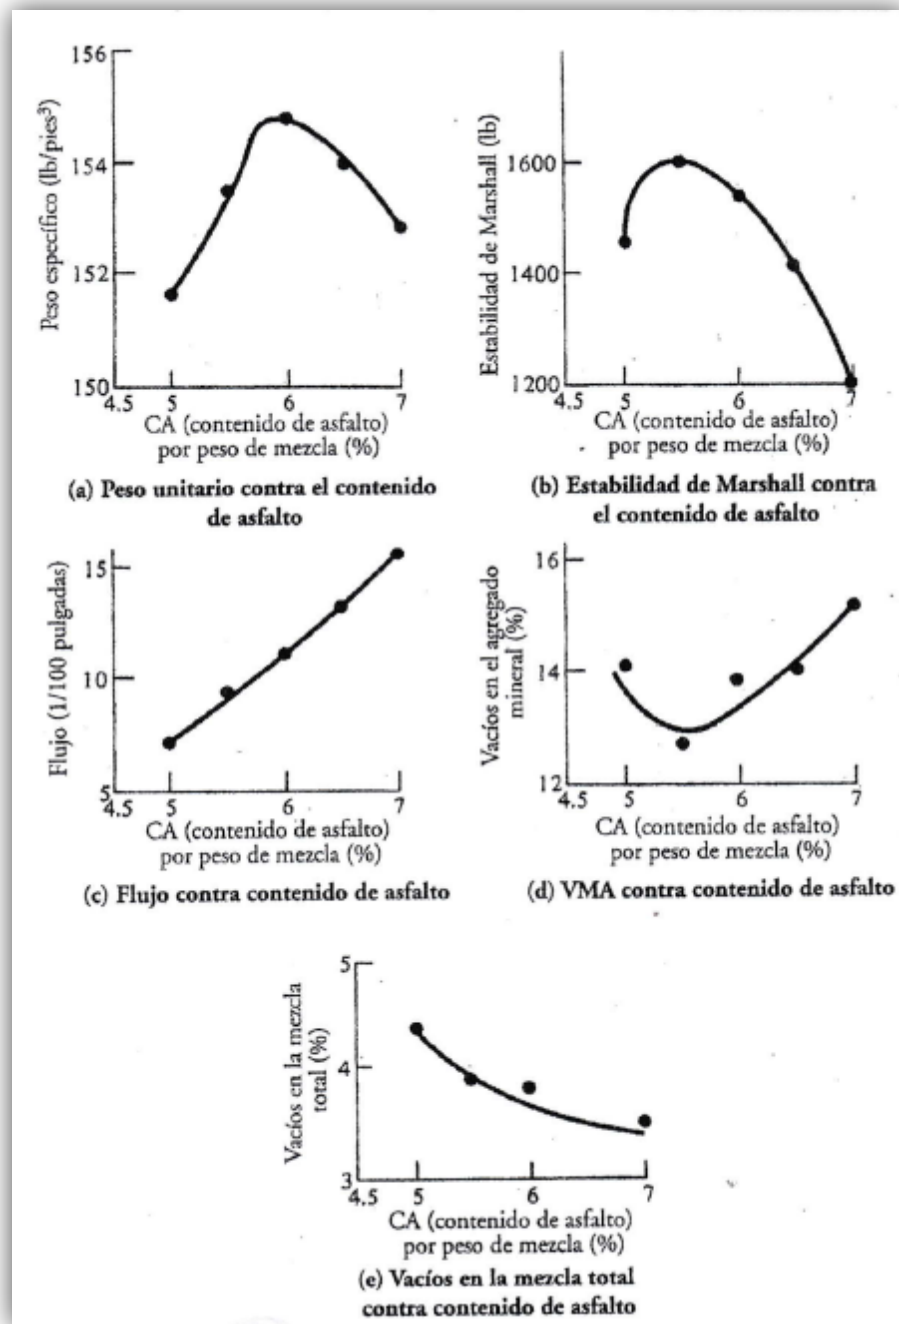 156
154
152
150
4.5 5 6 7
Peso específico (lb/pies³)
CA (contenido de asfalto)
por peso de mezcla (%)
(a) Peso unitario contra el contenido
de asfalto
1600
1400
1200
4.5 5 6 7
Estabilidad de Marshall (lb)
CA (contenido de asfalto)
por peso de mezcla (%)
(b) Estabilidad de Marshall contra
el contenido de asfalto
15
10
5
4.5 5 6 7
Flujo (1/100 pulgadas)
CA (contenido de asfalto)
por peso de mezcla (%)
(c) Flujo contra contenido de asfalto
16
14
12
4.5 5 6 7
Vacíos en el agregado
mineral (%)
CA (contenido de asfalto)
por peso de mezcla (%)
(d) VMA contra contenido de asfalto
5
4
3
4.5 5 6 7
Vacíos en la mezcla
total (%)
CA (contenido de asfalto)
por peso de mezcla (%)
(e) Vacíos en la mezcla total
contra contenido de asfalto